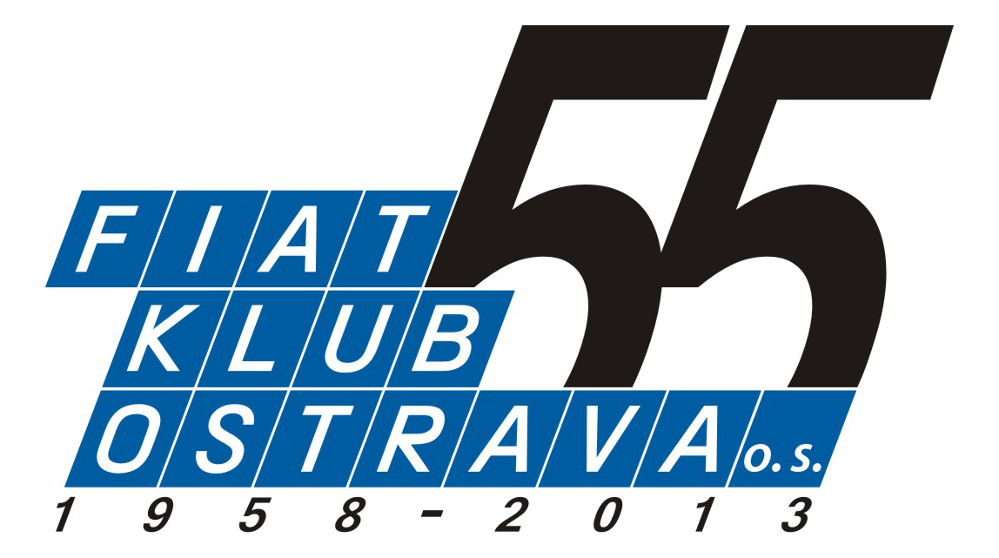 55
FIAT
KLUB
OSTRAVA o. s.
1958-2013